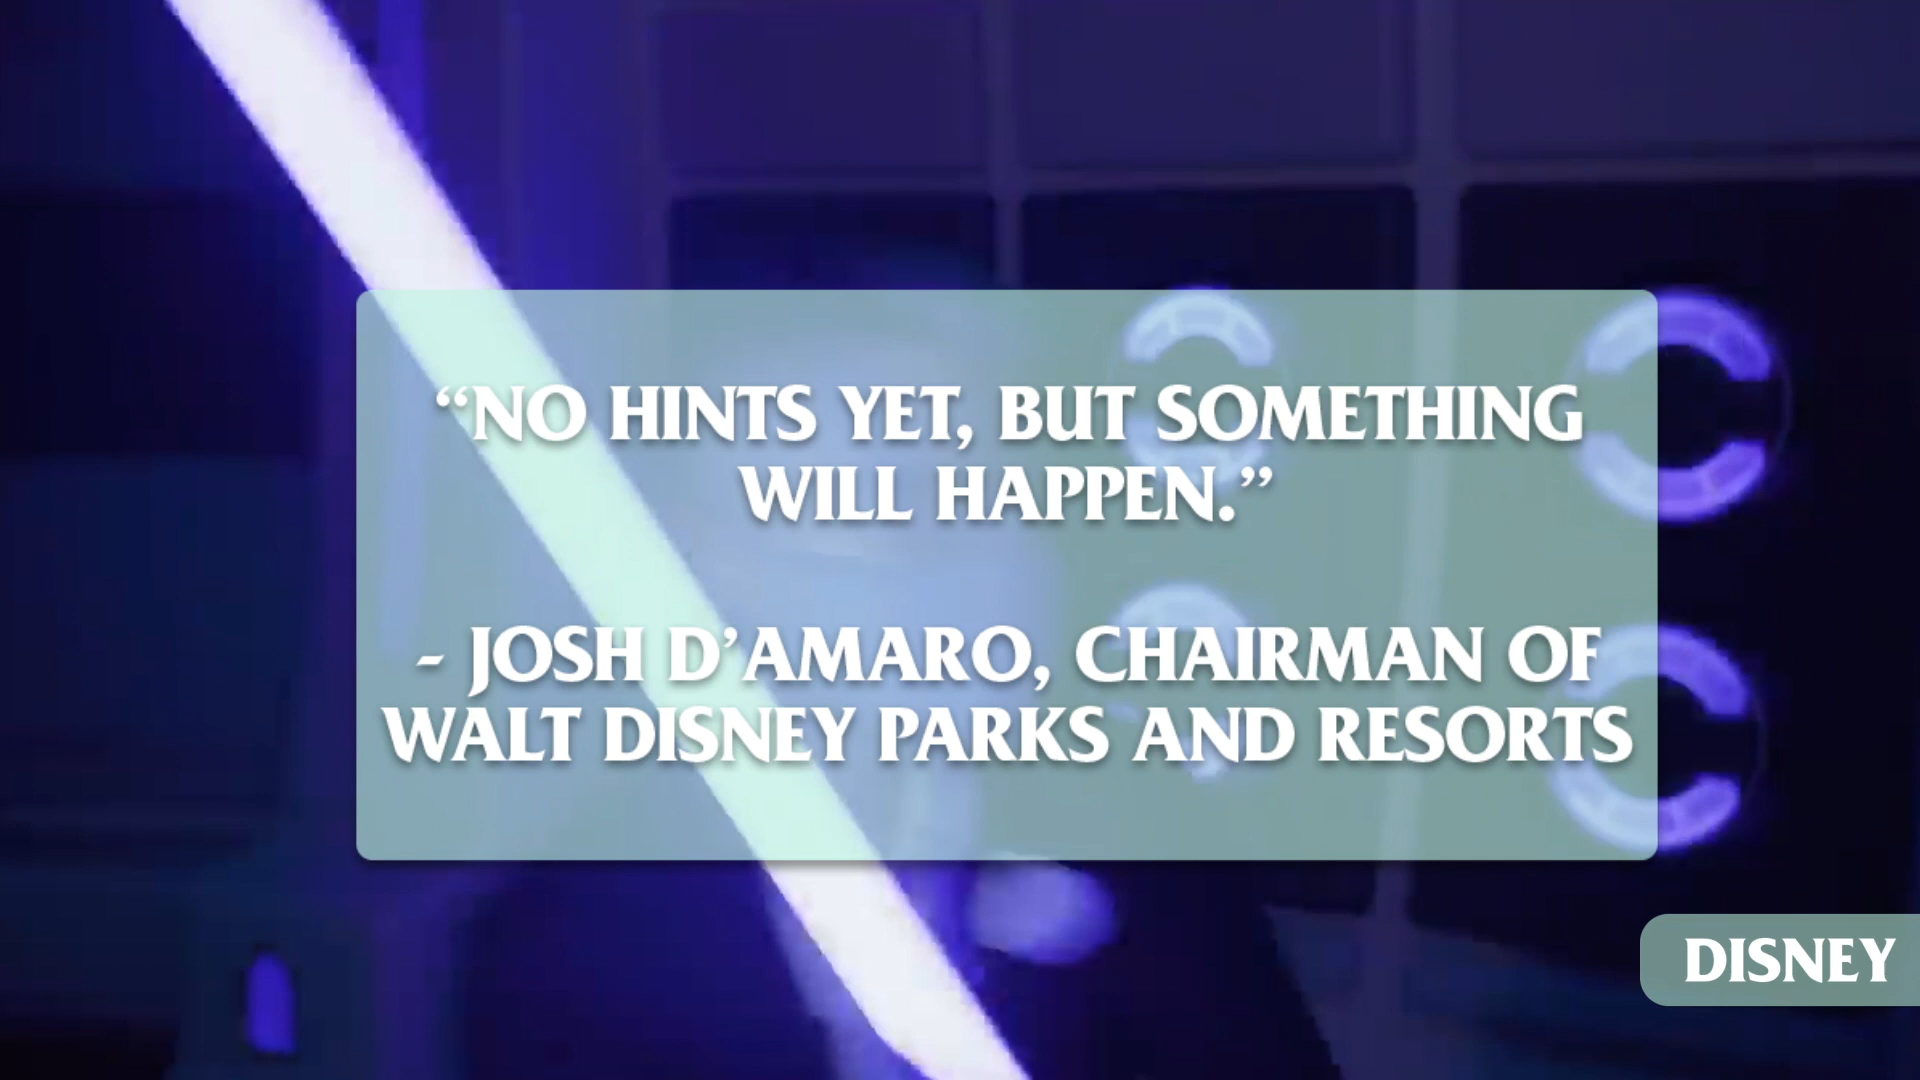 “NO HINTS YET, BUT SOMETHING
WILL HAPPEN.”
- JOSH D’AMARO, CHAIRMAN OF
WALT DISNEY PARKS AND RESORTS
DISNEY